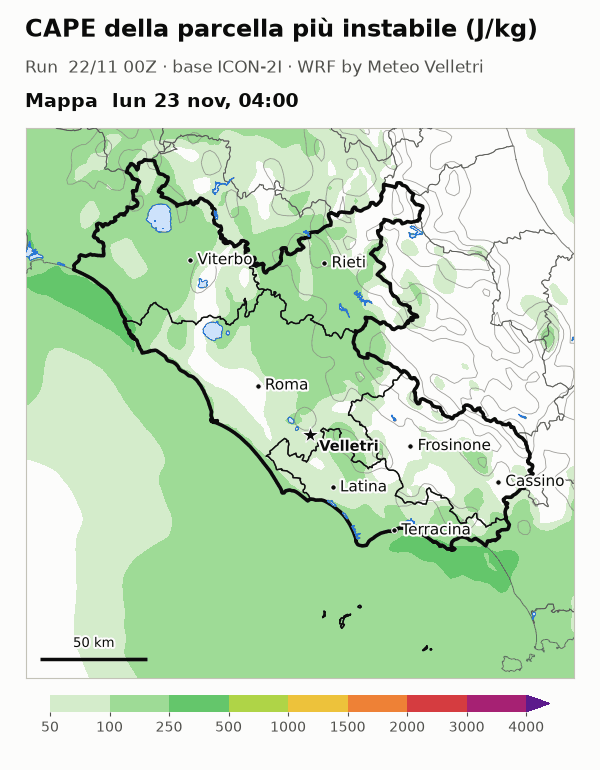 CAPE della parcella più instabile (J/kg)
Run  22/11 00Z · base ICON-2I · WRF by Meteo Velletri
Mappa  lun 23 nov, 04:00
Viterbo
Rieti
Roma
Velletri
Frosinone
Latina
Cassino
Terracina
50 km
50 100 250 500 1000 1500 2000 3000 4000